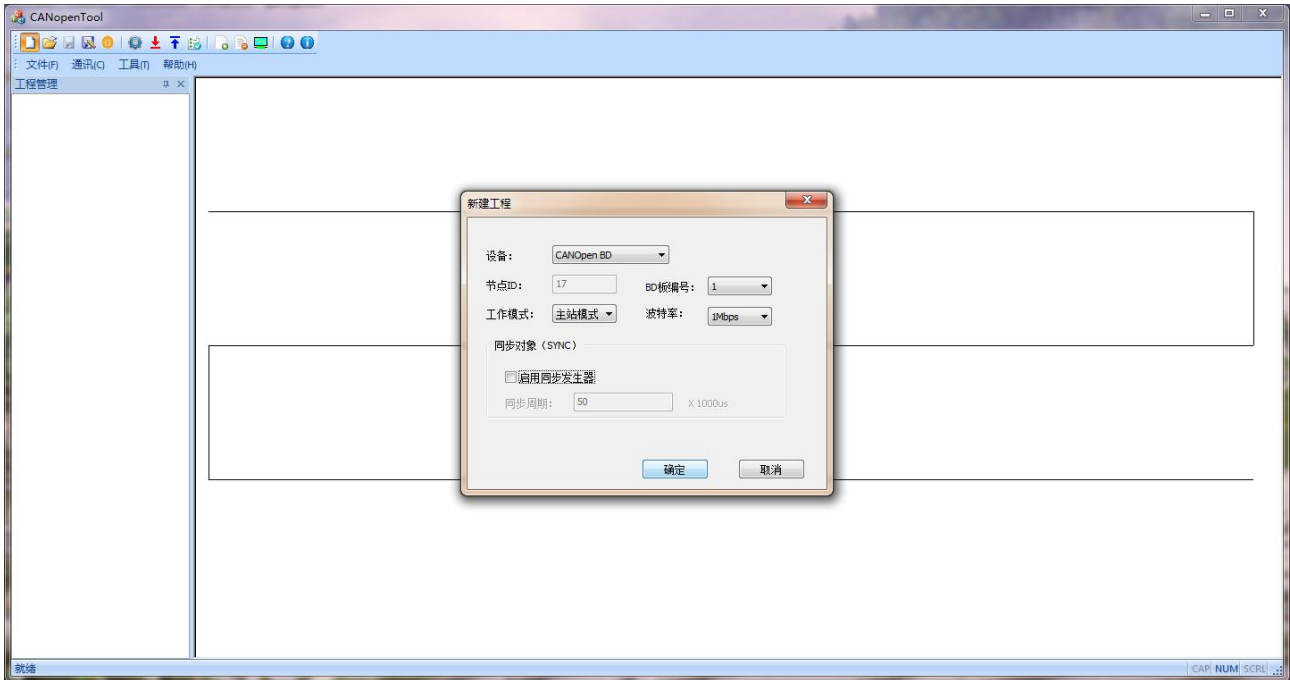 CANopenTool
文件(F) 通讯(C) 工具(T) 帮助(H)
工程管理
新建工程
设备: CANOpen BD
节点ID: 17 BD板编号: 1
工作模式: 主站模式 波特率: 1Mbps
同步对象(SYNC)
启用同步发生器
同步周期: 50 X 1000us
确定 取消
就绪 CAP NUM SCRL